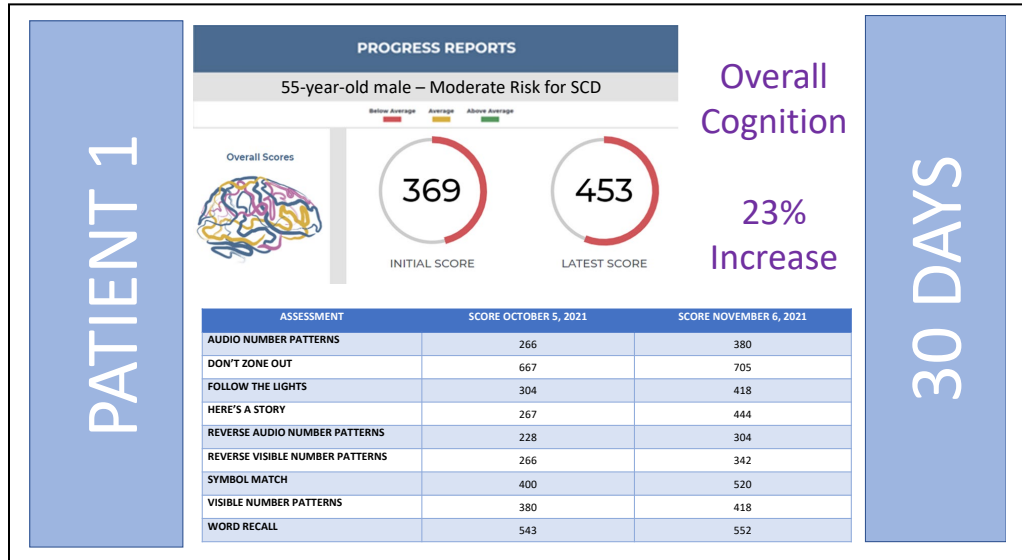 PATIENT 1
PROGRESS REPORTS
55-year-old male – Moderate Risk for SCD
Below Average Average Above Average
Overall Scores
369
INITIAL SCORE
453
LATEST SCORE
Overall
Cognition
23%
Increase
30 DAYS
ASSESSMENT SCORE OCTOBER 5, 2021 SCORE NOVEMBER 6, 2021
AUDIO NUMBER PATTERNS 266 380
DON'T ZONE OUT 667 705
FOLLOW THE LIGHTS 304 418
HERE'S A STORY 267 444
REVERSE AUDIO NUMBER PATTERNS 228 304
REVERSE VISIBLE NUMBER PATTERNS 266 342
SYMBOL MATCH 400 520
VISIBLE NUMBER PATTERNS 380 418
WORD RECALL 543 552